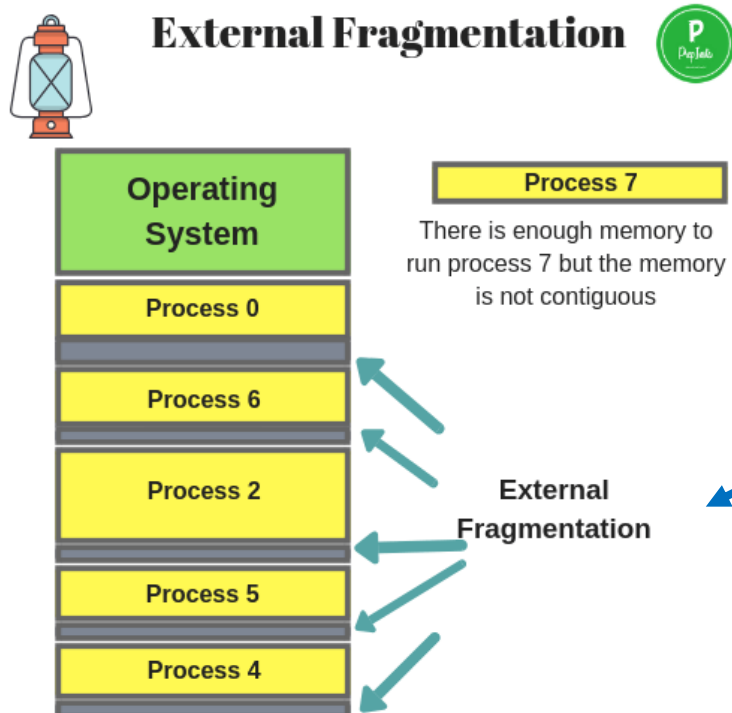 External Fragmentation
P
Operating
System
Process 7
There is enough memory to
run process 7 but the memory
is not contiguous
Process 0
Process 6
Process 2
External
Fragmentation
Process 5
Process 4